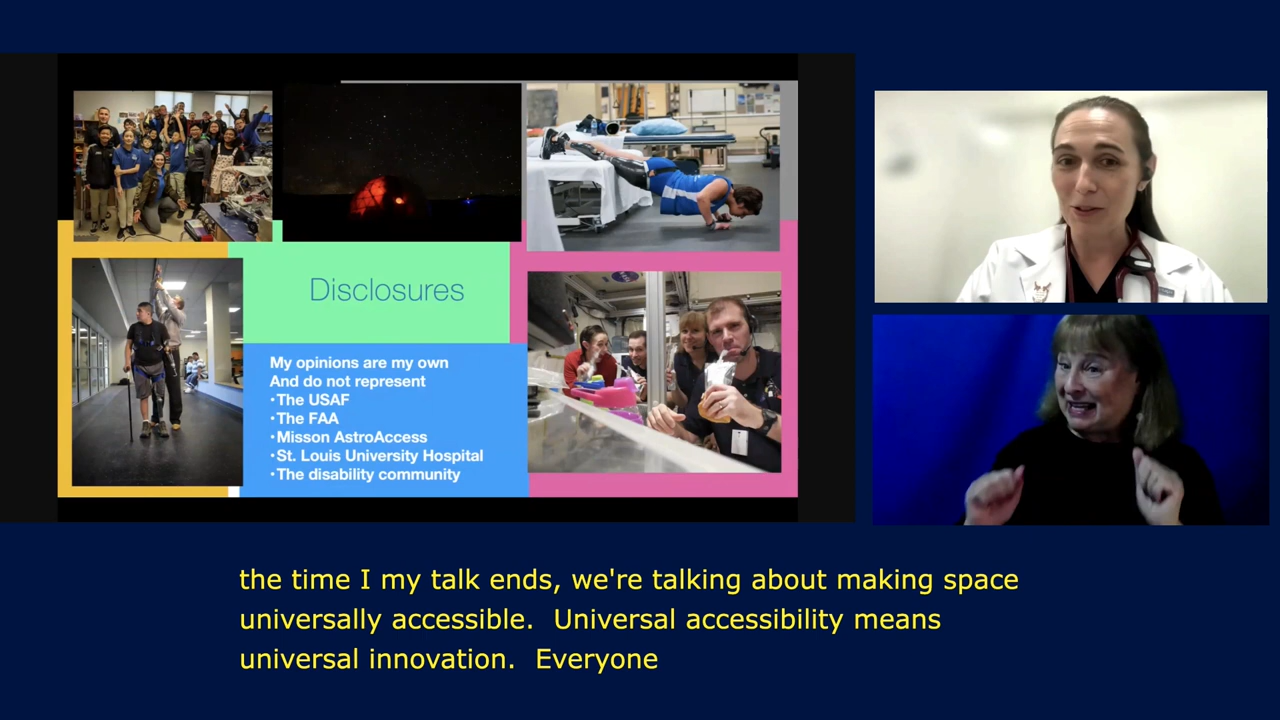 Disclosures
My opinions are my own
And do not represent
•The USAF
•The FAA
•Misson AstroAccess
•St. Louis University Hospital
•The disability community
the time I my talk ends, we're talking about making space
universally accessible.  Universal accessibility means
universal innovation.  Everyone